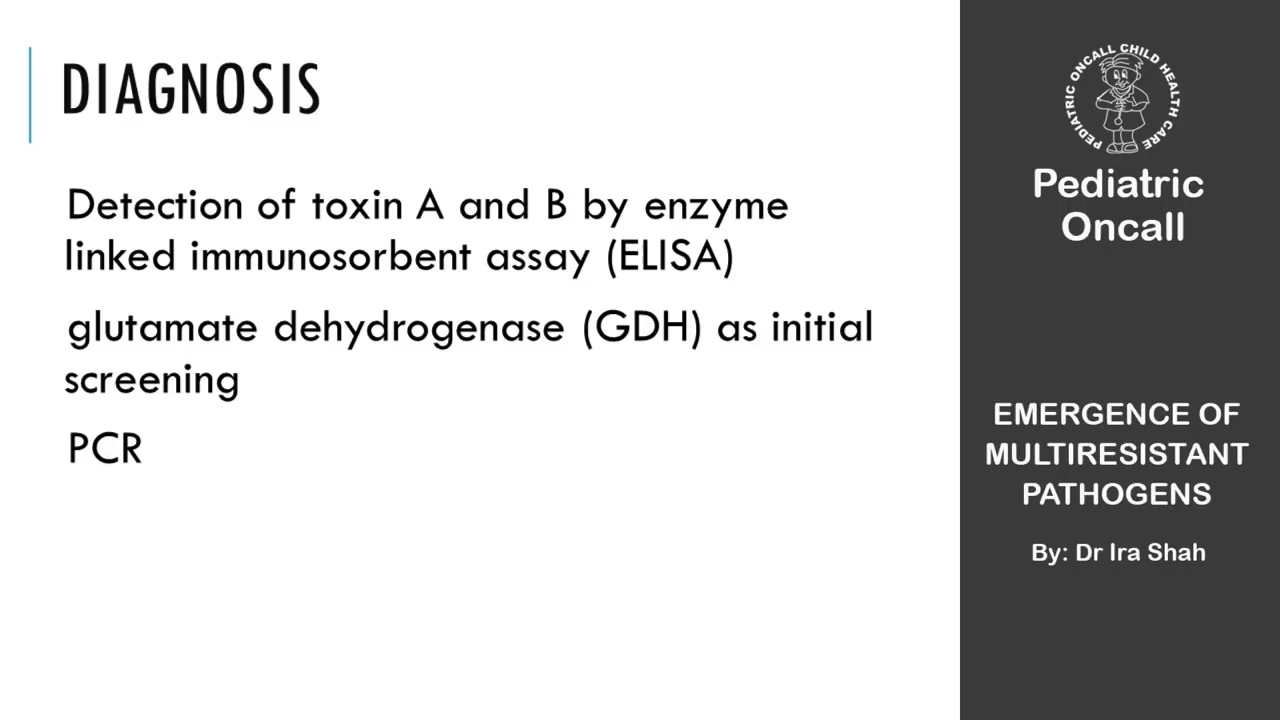 DIAGNOSIS
Detection of toxin A and B by enzyme
linked immunosorbent assay (ELISA)
glutamate dehydrogenase (GDH) as initial
screening
PCR
PEDIATRIC ONCALL CHILD HEALTH CARE
Pediatric
Oncall
EMERGENCE OF
MULTIRESISTANT
PATHOGENS
By: Dr Ira Shah